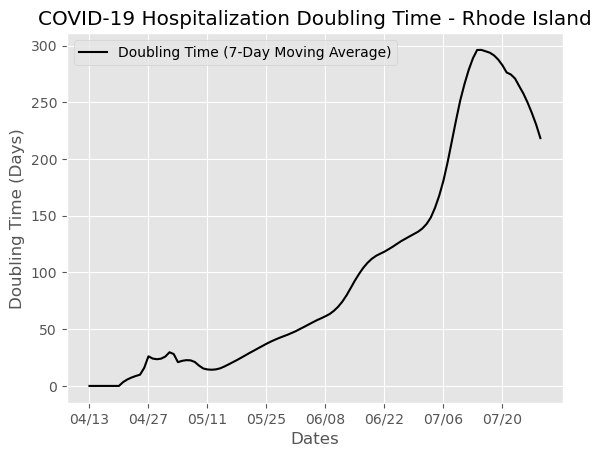 COVID-19 Hospitalization Doubling Time - Rhode Island
Doubling Time (7-Day Moving Average)
300
250
200
150
100
50
0
Doubling Time (Days)
04/13 04/27 05/11 05/25 06/08 06/22 07/06 07/20
Dates